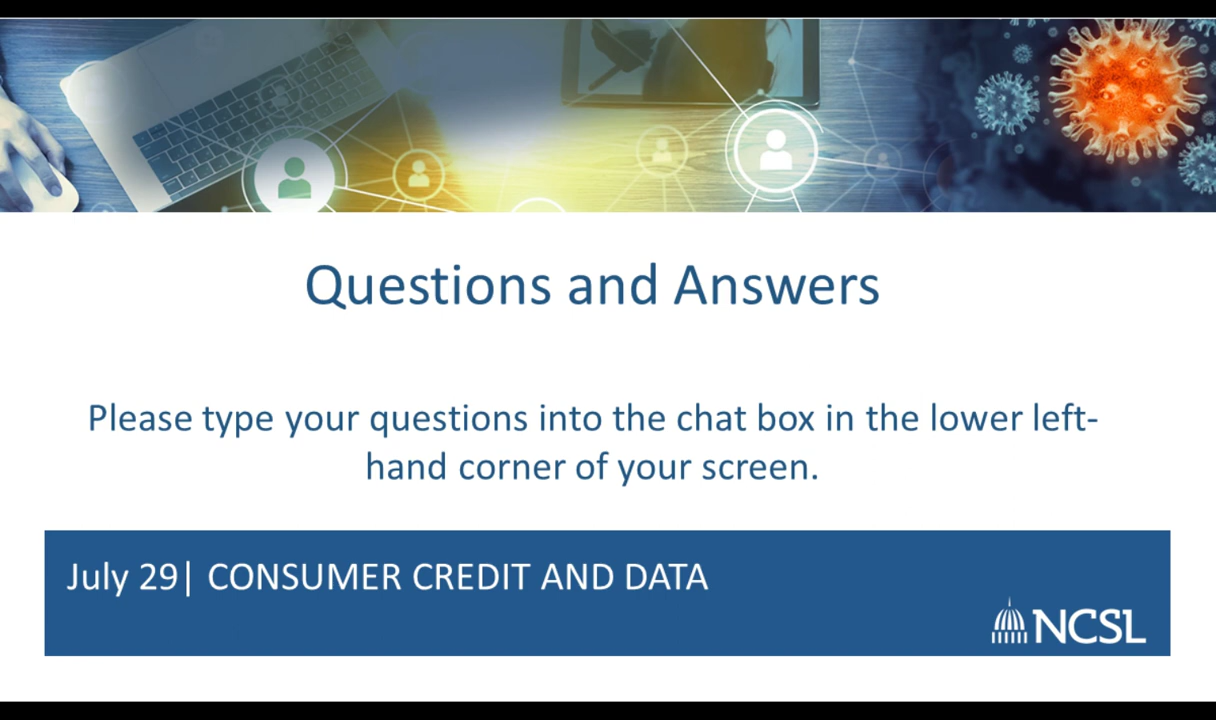 Questions and Answers
Please type your questions into the chat box in the lower left-
hand corner of your screen.
July 29| CONSUMER CREDIT AND DATA
NCSL